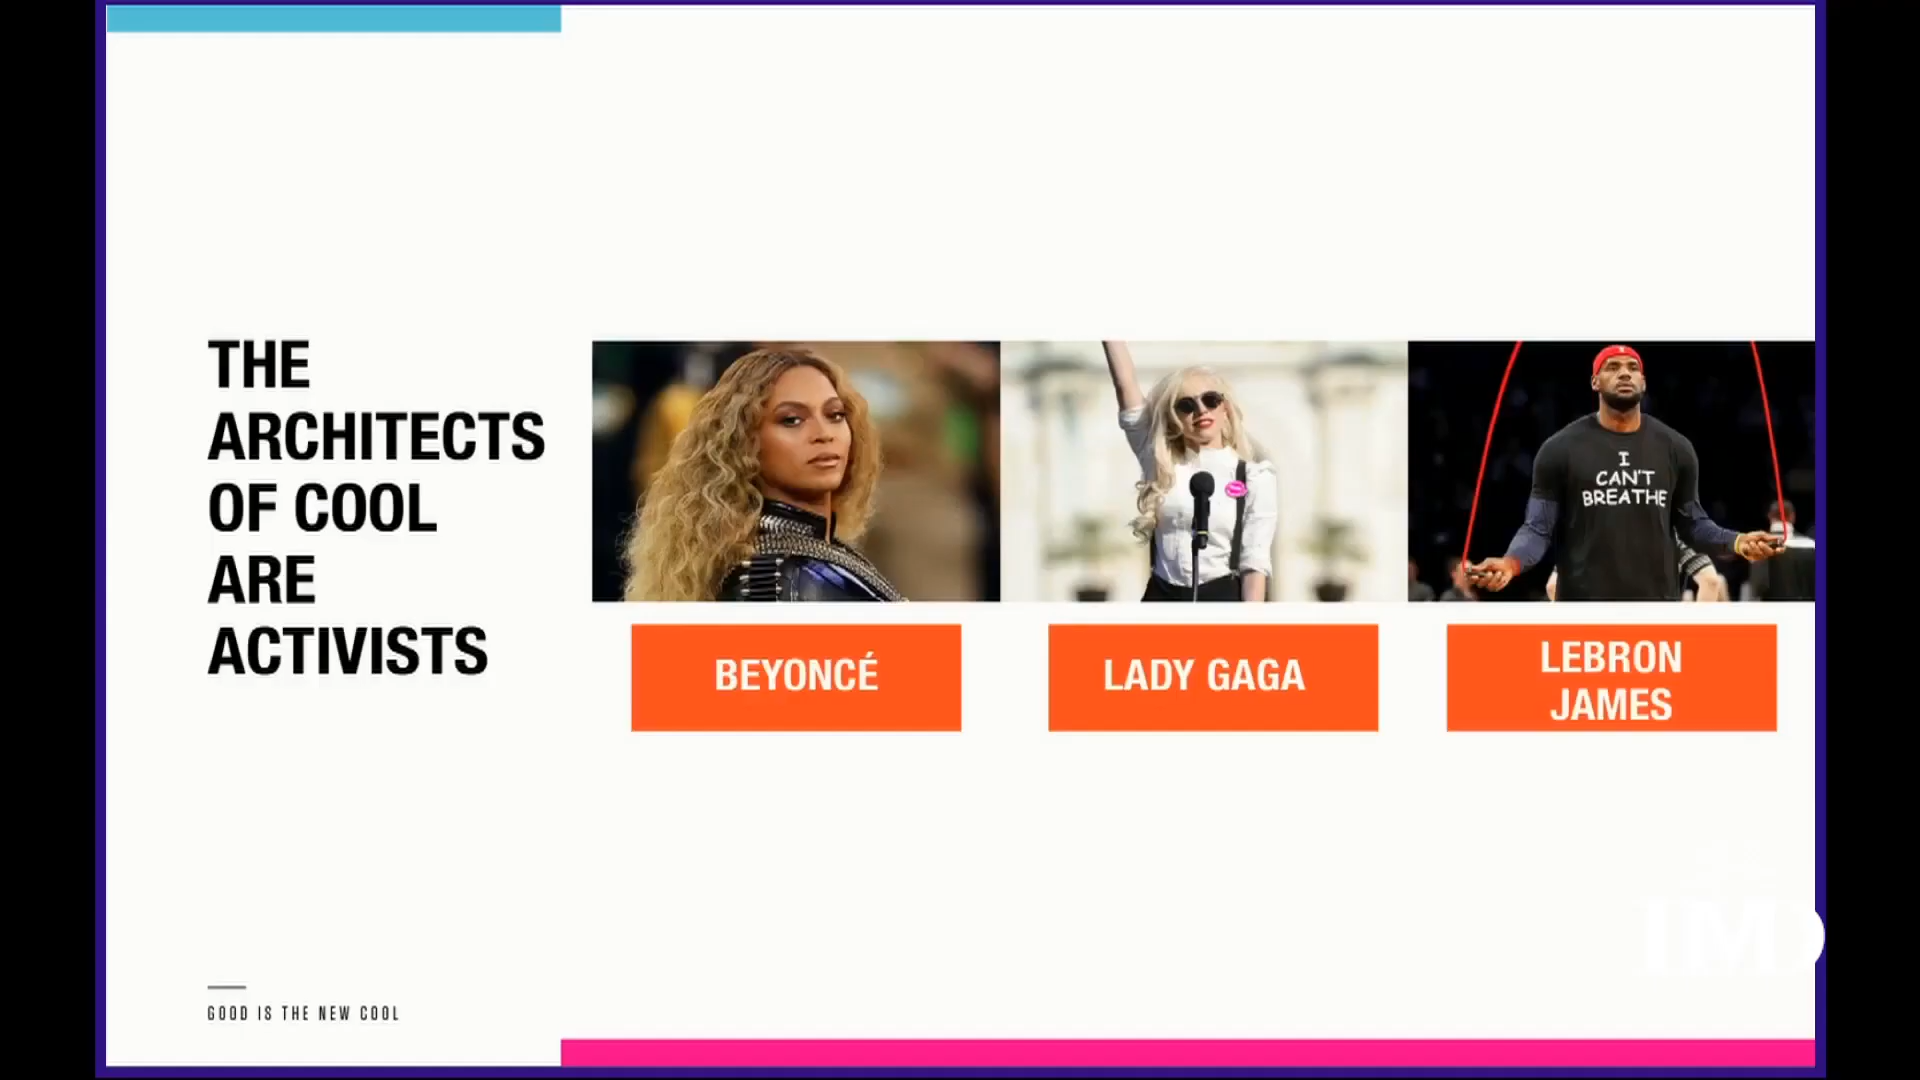 THE
ARCHITECTS
OF COOL
ARE
ACTIVISTS
I
CAN'T
BREATHE
BEYONCÉ
LADY GAGA
LEBRON
JAMES
IMD
GOOD IS THE NEW COOL